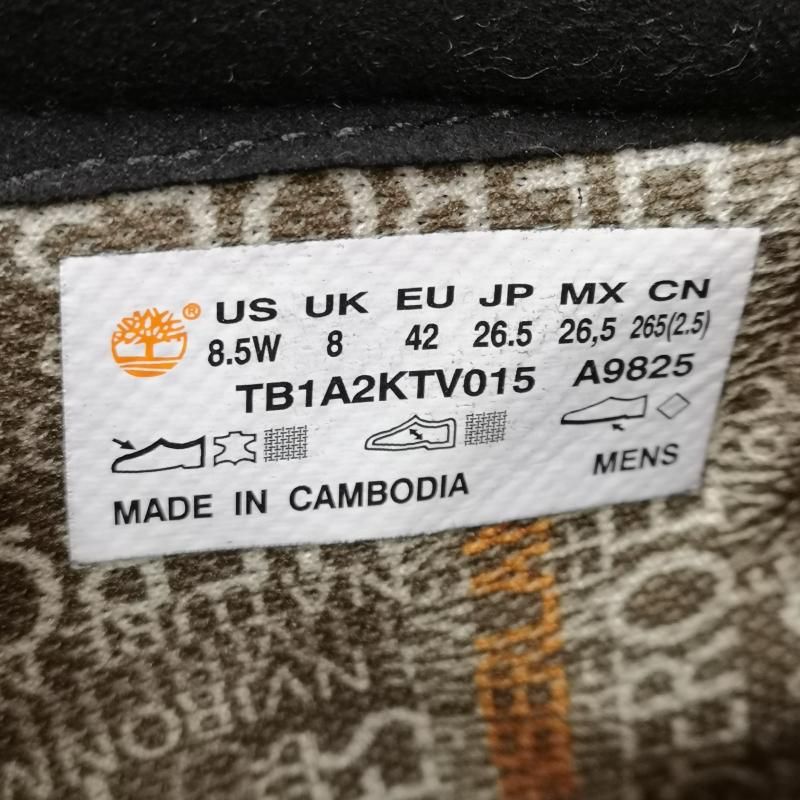 ® US UK EU JP MX CN
8.5W 8 42 26.5 26,5 265(2.5)
TB1A2KTV015 A9825
MENS
MADE IN CAMBODIA